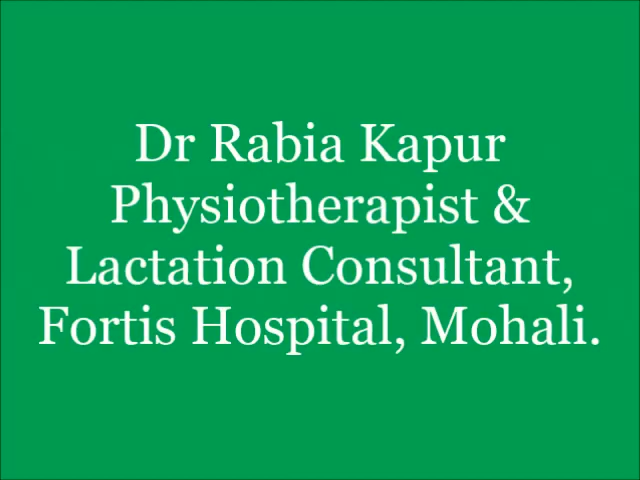 Dr Rabia Kapur
Physiotherapist &
Lactation Consultant,
Fortis Hospital, Mohali.